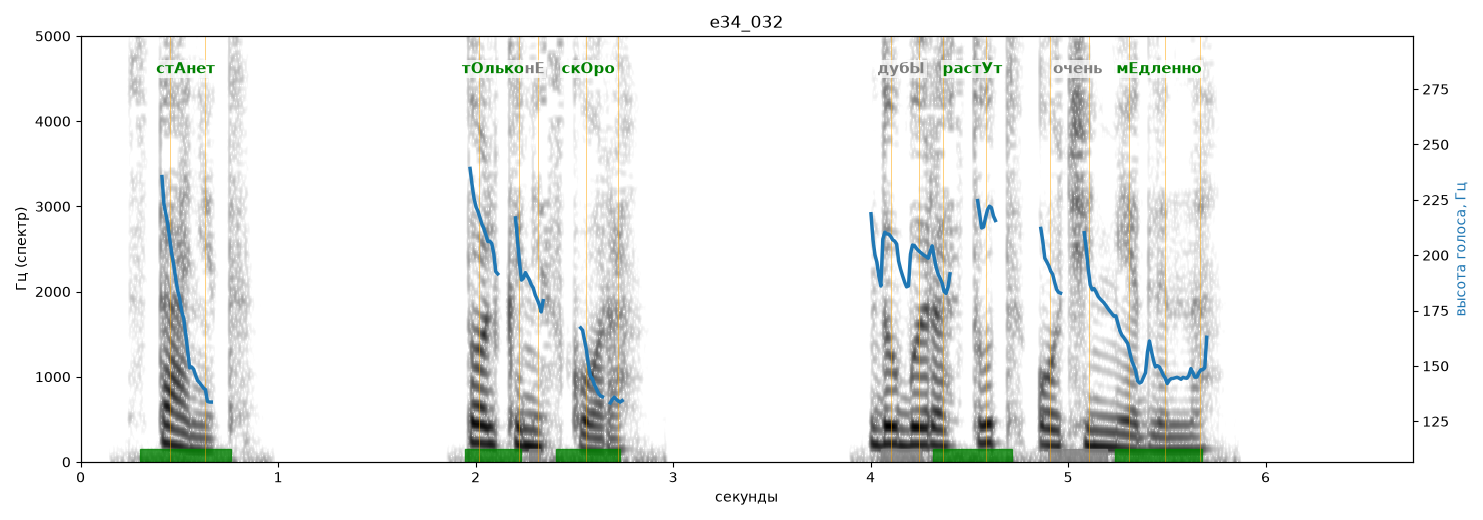 e34_032
5000
4000
3000
2000
1000
0
Гц (спектр)
стАнет тОлько нЕ скОро дубЫ растУт очень мЕдленно
275
250
225
200
175
150
125
высота голоса, Гц
0 1 2 3 4 5 6
секунды